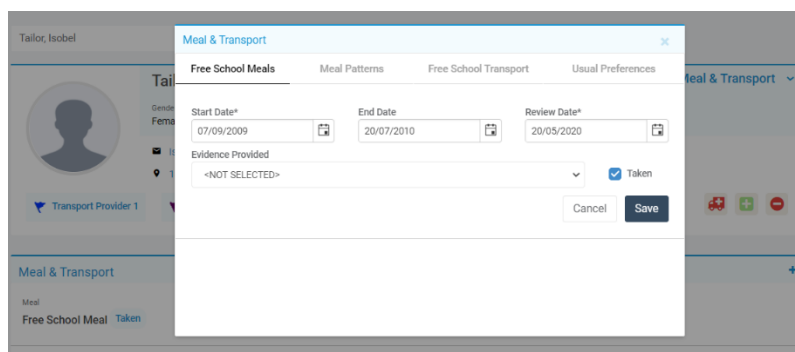 Tailor, Isobel
Meal & Transport
Free School Meals Meal Patterns Free School Transport Usual Preferences
Meal & Transport
Tail
Gende
Fema
Start Date* End Date Review Date*
07/09/2009 20/07/2010 20/05/2020
Evidence Provided
<NOT SELECTED> Taken
Transport Provider 1
Cancel Save
Meal & Transport
Meal
Free School Meal Taken